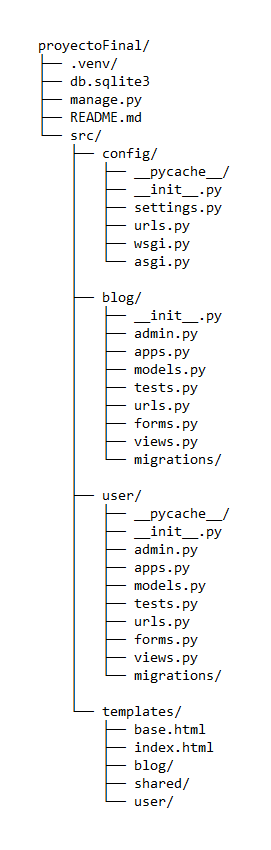 proyectoFinal/
├── .venv/
├── db.sqlite3
├── manage.py
├── README.md
└── src/
    ├── config/
    │   ├── __pycache__/
    │   ├── __init__.py
    │   ├── settings.py
    │   ├── urls.py
    │   ├── wsgi.py
    │   └── asgi.py
    │
    ├── blog/
    │   ├── __init__.py
    │   ├── admin.py
    │   ├── apps.py
    │   ├── models.py
    │   ├── tests.py
    │   ├── urls.py
    │   ├── forms.py
    │   ├── views.py
    │   └── migrations/
    │
    ├── user/
    │   ├── __pycache__/
    │   ├── __init__.py
    │   ├── admin.py
    │   ├── apps.py
    │   ├── models.py
    │   ├── tests.py
    │   ├── urls.py
    │   ├── forms.py
    │   ├── views.py
    │   └── migrations/
    │
    └── templates/
        ├── base.html
        ├── index.html
        ├── blog/
        ├── shared/
        └── user/